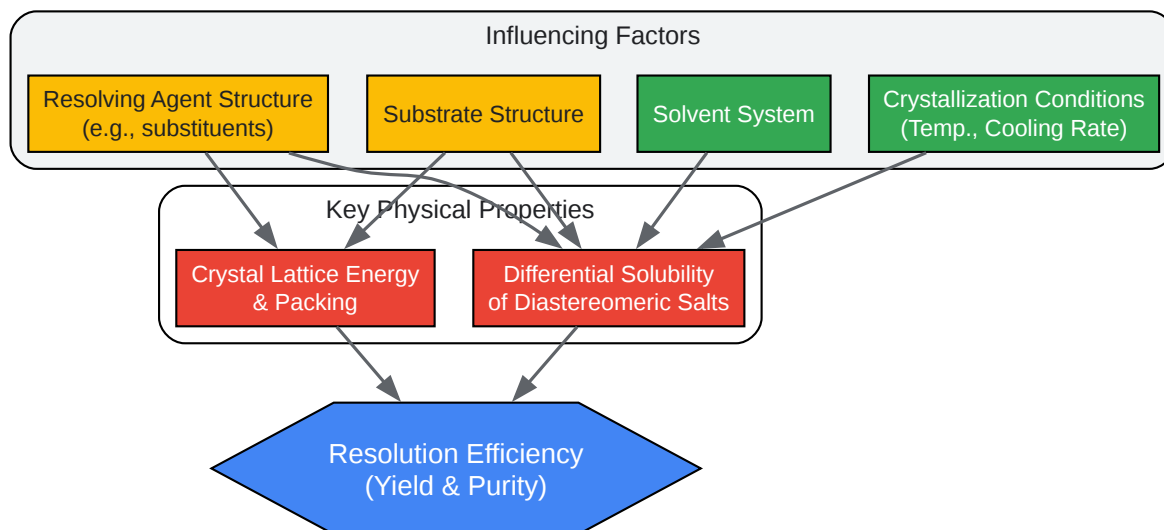 Influencing Factors
Resolving Agent Structure
(e.g., substituents)
Substrate Structure
Solvent System
Crystallization Conditions
(Temp., Cooling Rate)
Key Physical Properties
Crystal Lattice Energy
& Packing
Differential Solubility
of Diastereomeric Salts
Resolution Efficiency
(Yield & Purity)